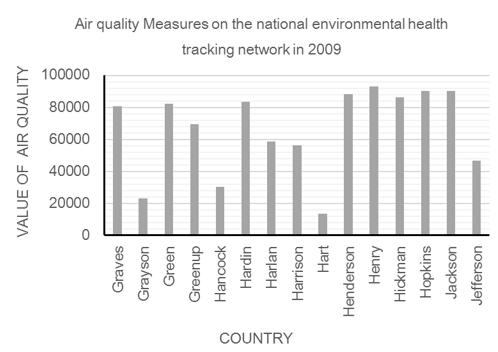 Air quality Measures on the national environmental health
tracking network in 2009
VALUE OF AIR QUALITY
100000
80000
60000
40000
20000
0
Graves
Grayson
Green
Greenup
Hancock
Hardin
Harlan
Harrison
Hart
Henderson
Henry
Hickman
Hopkins
Jackson
Jefferson
COUNTRY